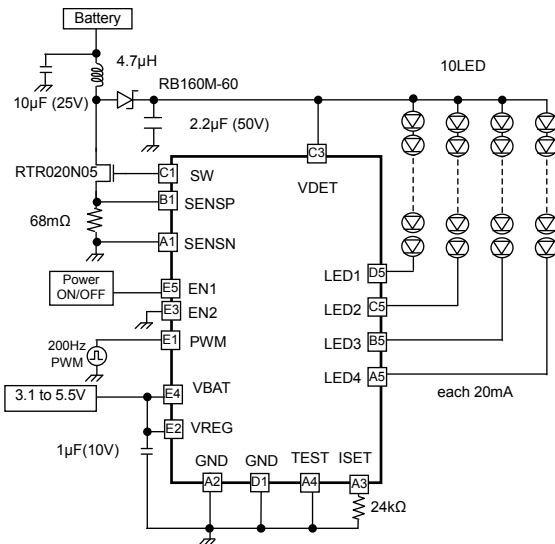 Battery
4.7μH
10LED
RB160M-60
10μF (25V)
2.2μF (50V)
RTR020N05
C1
SW
C3
VDET
B1
SENSP
68mΩ
A1
SENSN
LED1
D5
Power
ON/OFF
E5
EN1
E3
EN2
LED2
C5
200Hz
PWM
E1
PWM
LED3
B5
LED4
A5
3.1 to 5.5V
E4
VBAT
each 20mA
E2
VREG
1μF(10V)
GND
GND
TEST
ISET
A2
D1
A4
A3
24kΩ